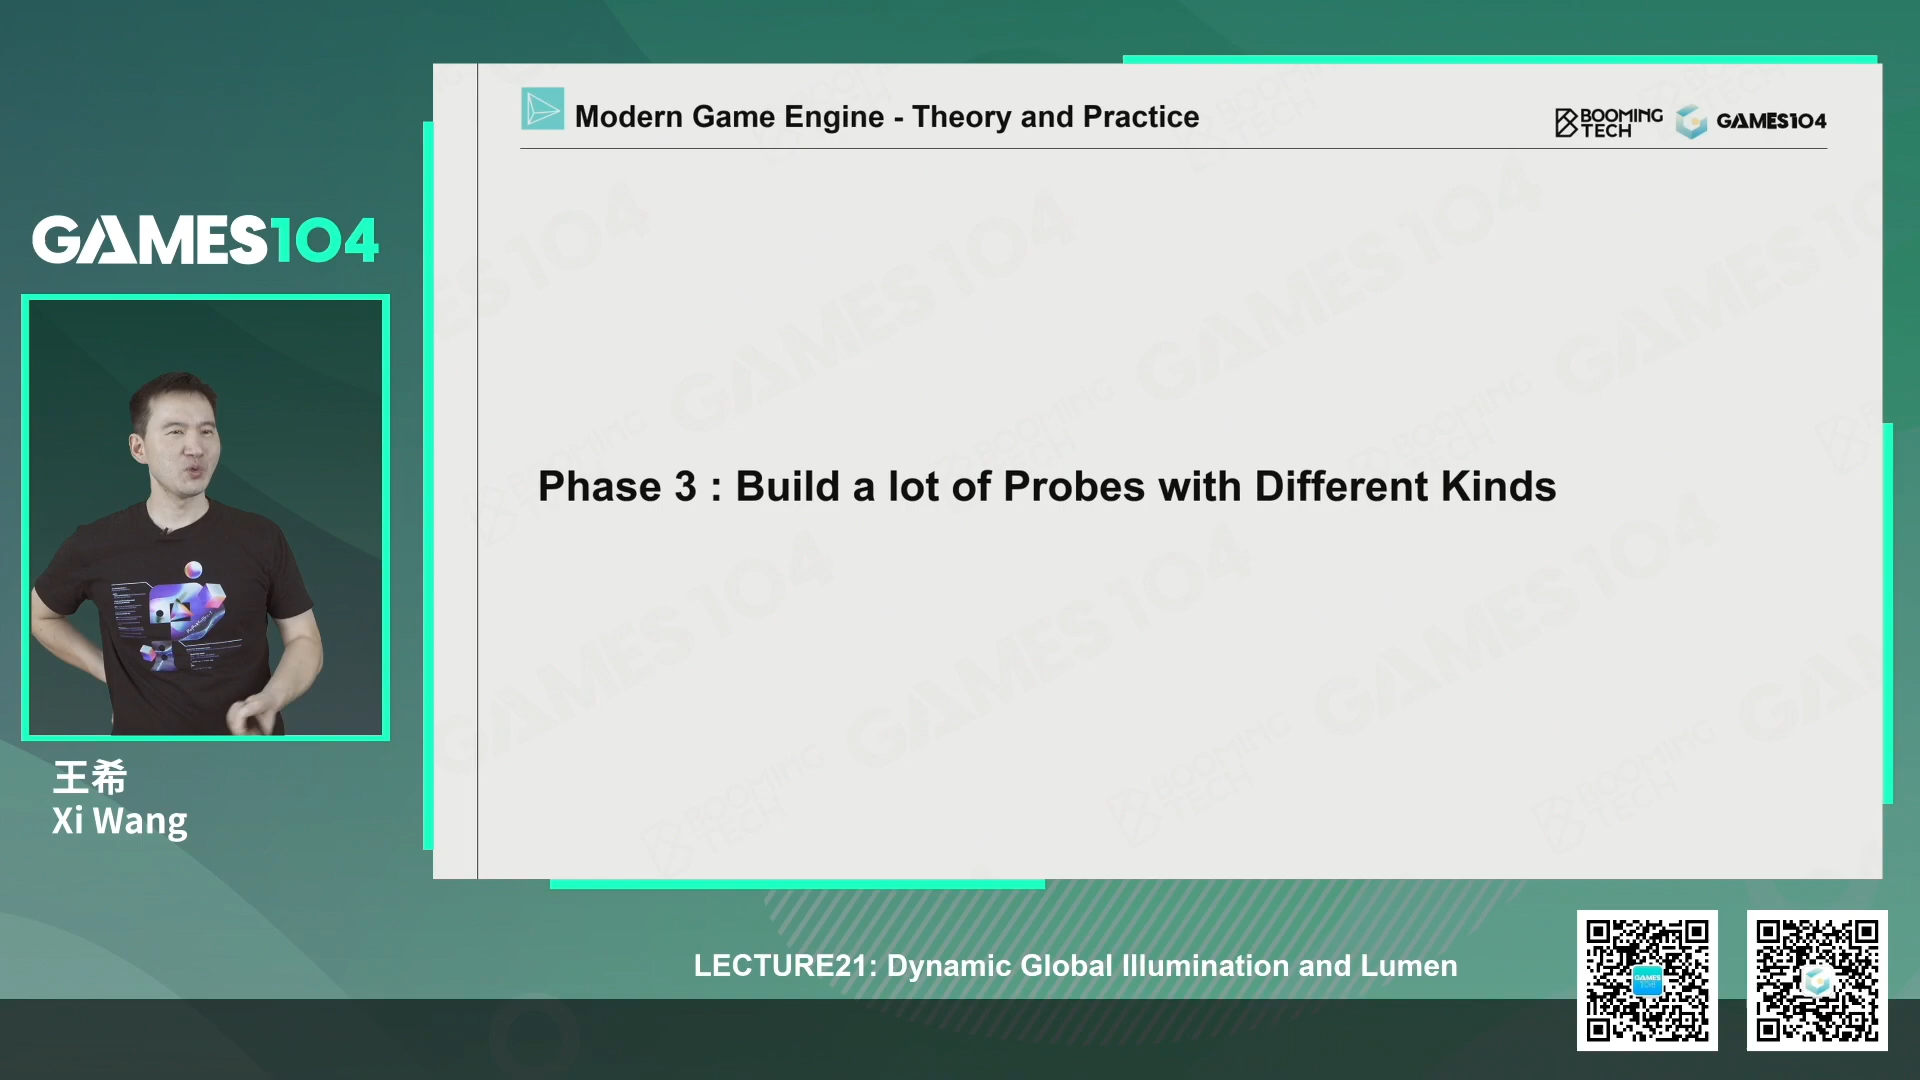 Modern Game Engine - Theory and Practice
BOOMING
TECH
GAMES104
GAMES104
Phase 3 : Build a lot of Probes with Different Kinds
王希
Xi Wang
LECTURE21: Dynamic Global Illumination and Lumen